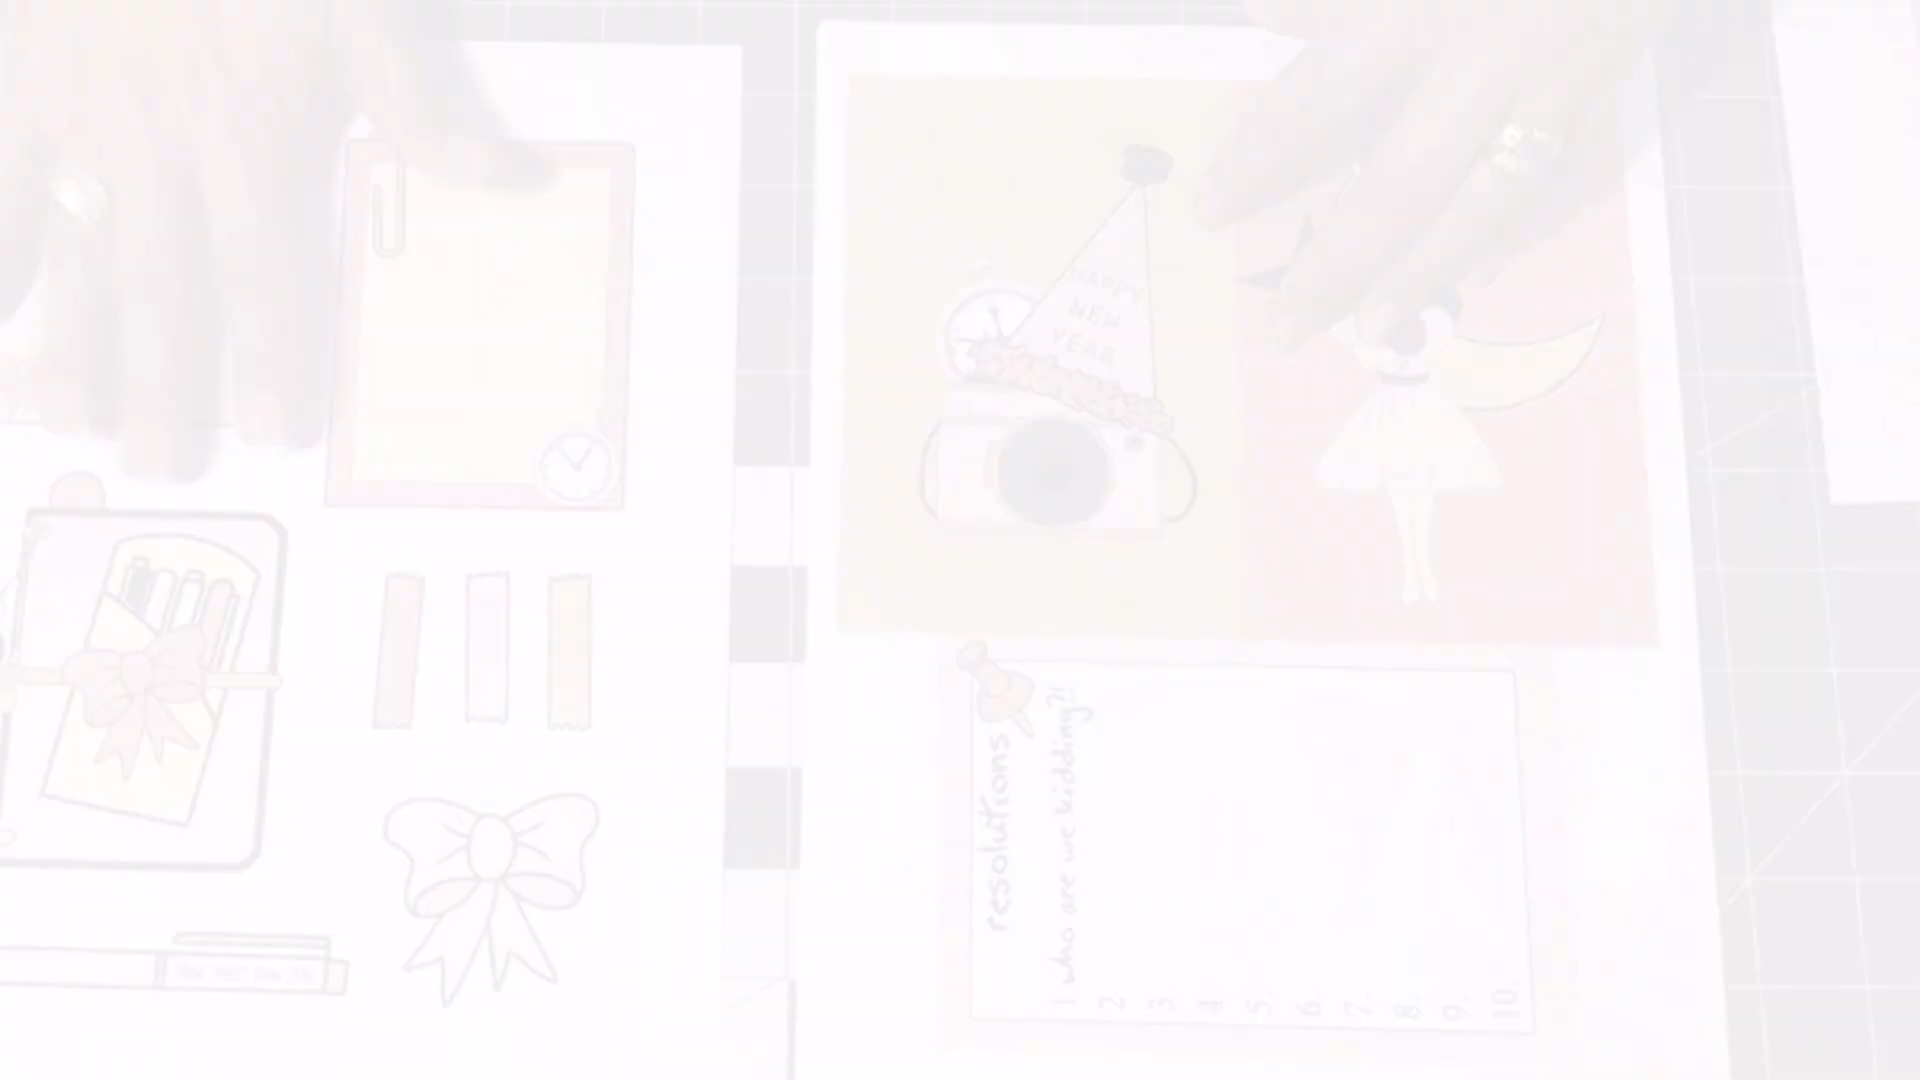 HAPPY
NEW
YEAR
resolutions
1 who are we kidding?!
2
3.
4.
5.
6.
7.
8.
9.
10.